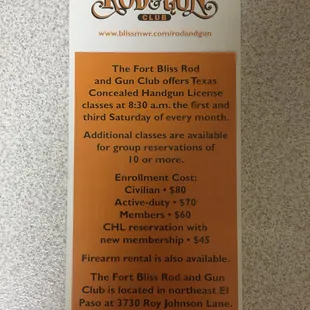 ROD & GUN
CLUB
www.blissmwr.com/rodandgun
The Fort Bliss Rod
and Gun Club offers Texas
Concealed Handgun License
classes at 8:30 a.m. the first and
third Saturday of every month.
Additional classes are available
for group reservations of
10 or more.
Enrollment Cost:
Civilian • $80
Active-duty • $70
Members • $60
CHL reservation with
new membership • $45
Firearm rental is also available.
The Fort Bliss Rod and Gun
Club is located in northeast El
Paso at 3730 Roy Johnson Lane.